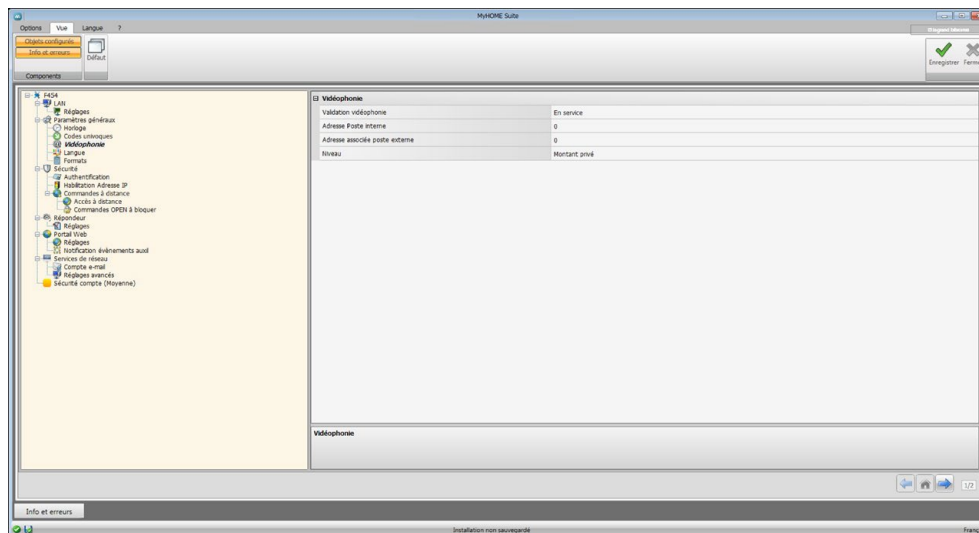 MyHOME Suite
Options Vue Langue ?
Objets configurés
Info et erreurs
Défaut
Components
Enregistrer Ferme
F454
LAN
Réglages
Paramètres généraux
Horloge
Codes univoques
Vidéophonie
Langue
Formats
Sécurité
Authentification
Habilitation Adresse IP
Commandes à distance
Accès à distance
Commandes OPEN à bloquer
Répondeur
Réglages
Portail Web
Réglages
Notification évènements auxil
Services de réseau
Compte e-mail
Réglages avancés
Sécurité compte (Moyenne)
Vidéophonie
Validation vidéophonie En service
Adresse Poste interne 0
Adresse associée poste externe 0
Niveau Montant privé
Vidéophonie
1/2
Info et erreurs
Installation non sauvegardé
Franç